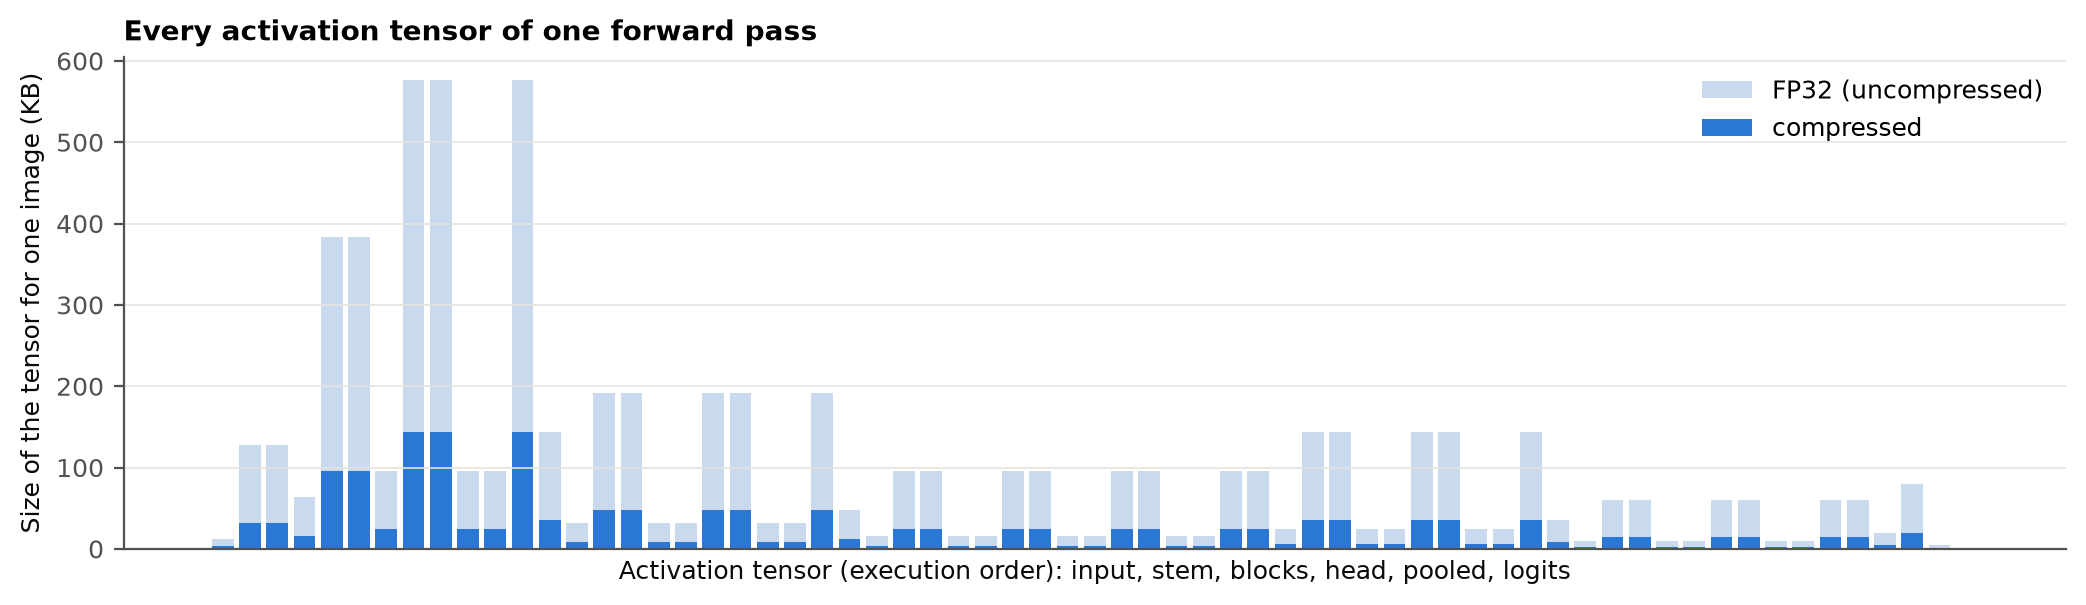 Every activation tensor of one forward pass
Size of the tensor for one image (KB)
600
500
400
300
200
100
0
FP32 (uncompressed)
compressed
Activation tensor (execution order): input, stem, blocks, head, pooled, logits